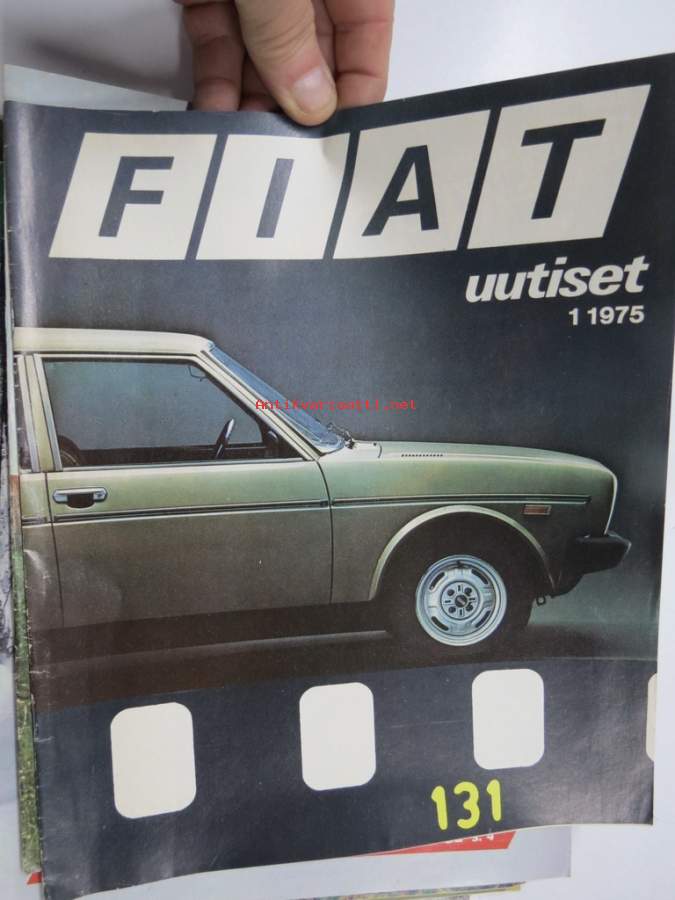 FIAT
uutiset
1 1975
Antikvariaatti.net
131